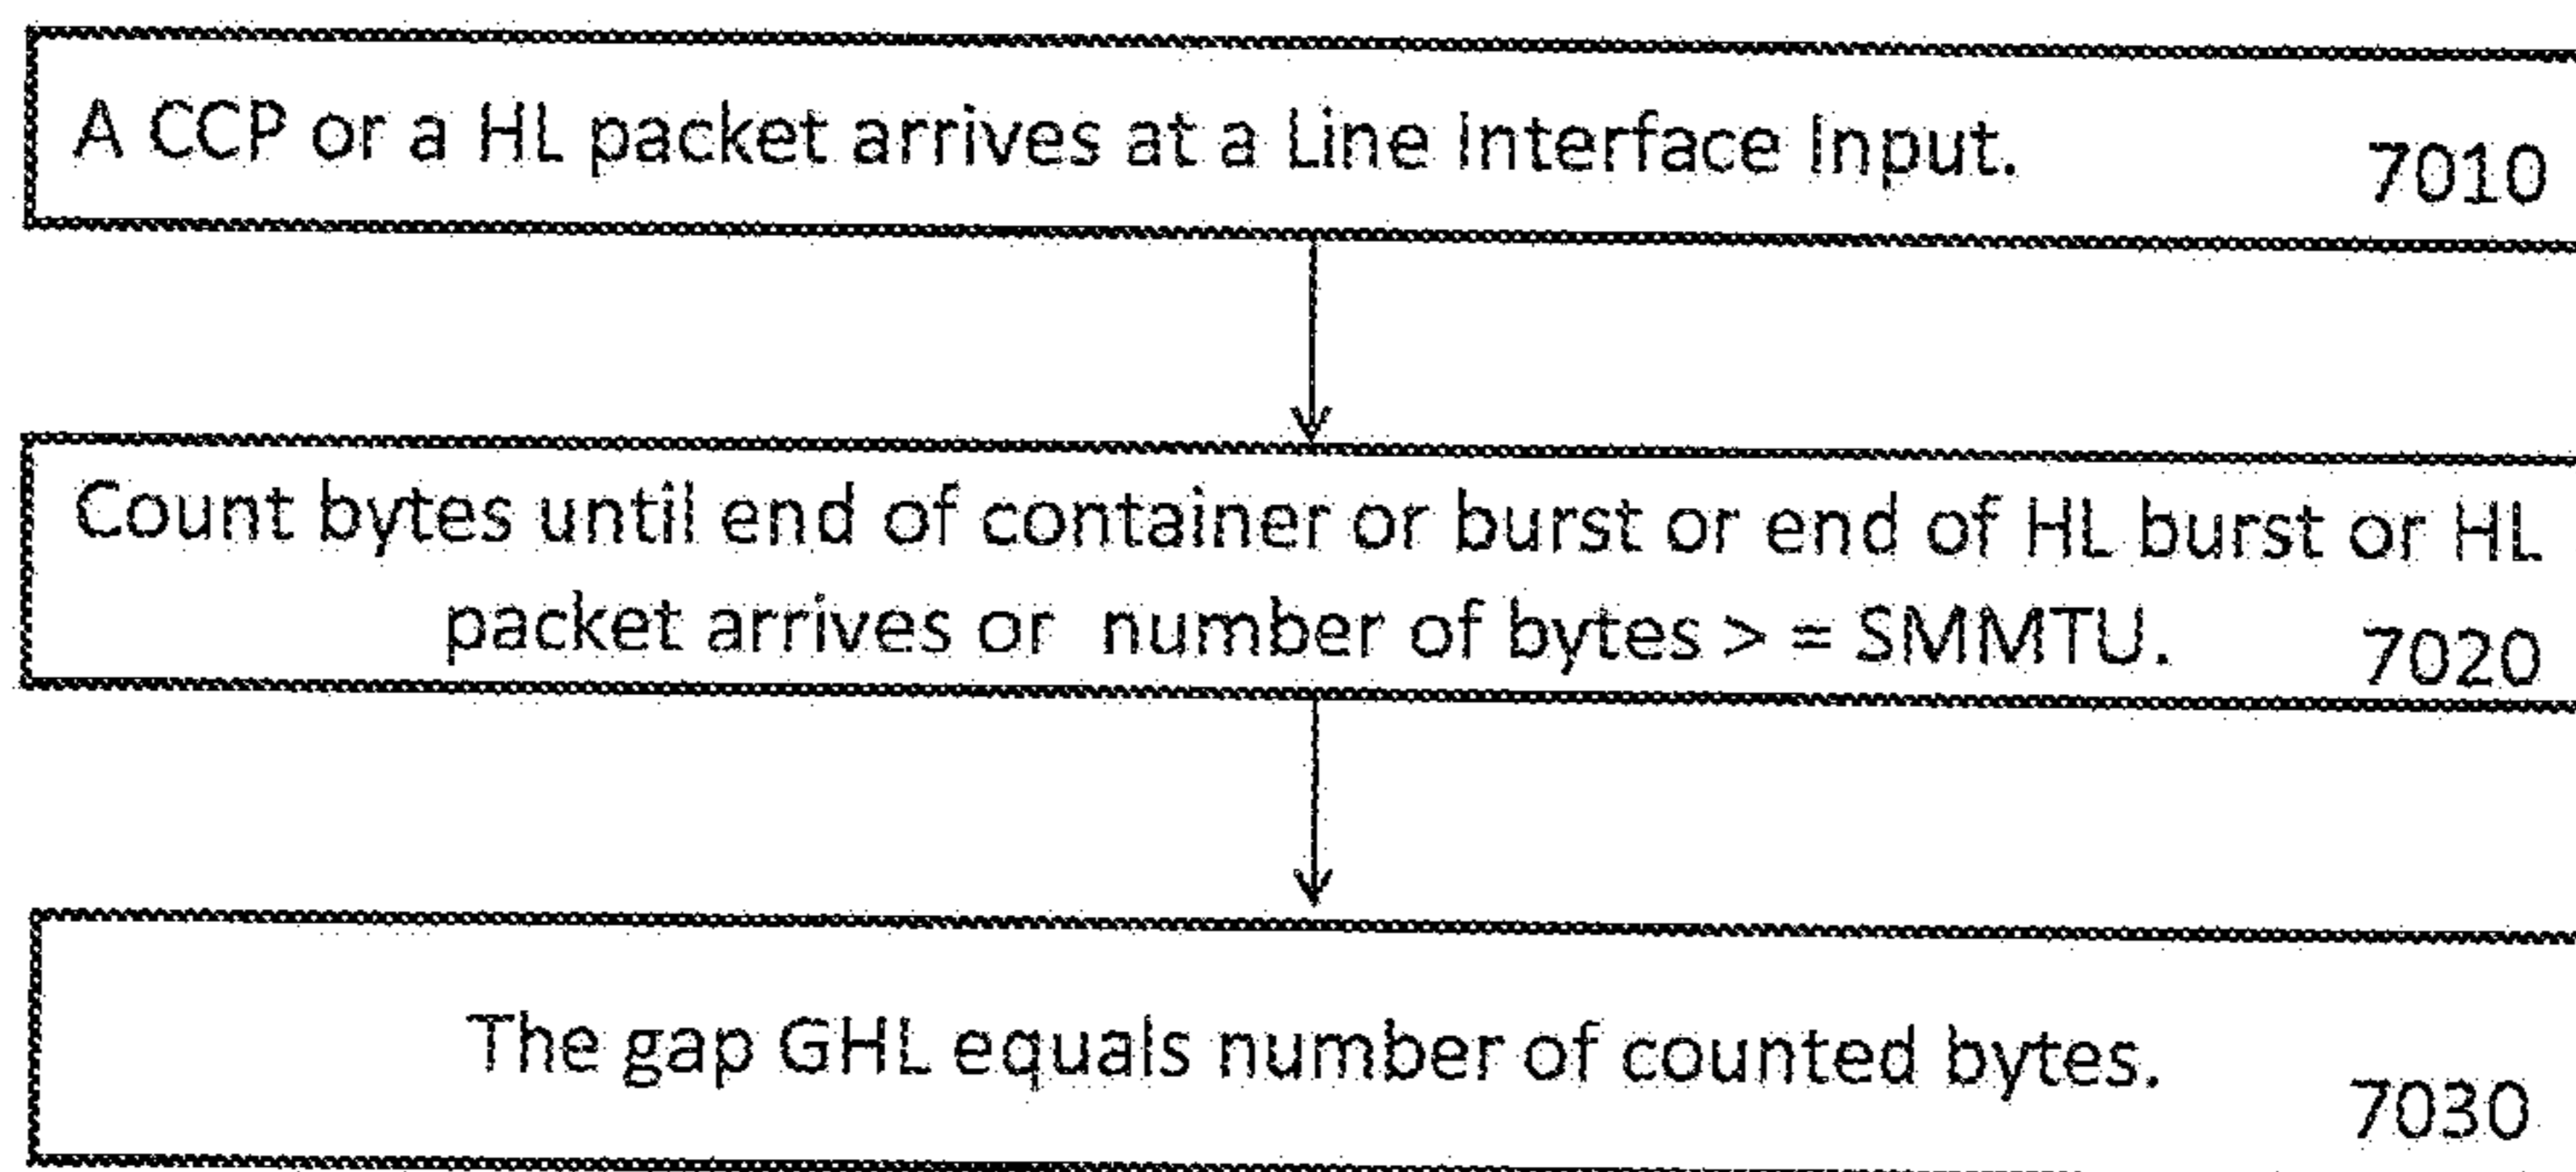 A CCP or a HL packet arrives at a Line Interface Input.
7010
Count bytes until end of container or burst or end of HL burst or HL
packet arrives or number of bytes > = SMMTU.
7020
The gap GHL equals number of counted bytes.
7030